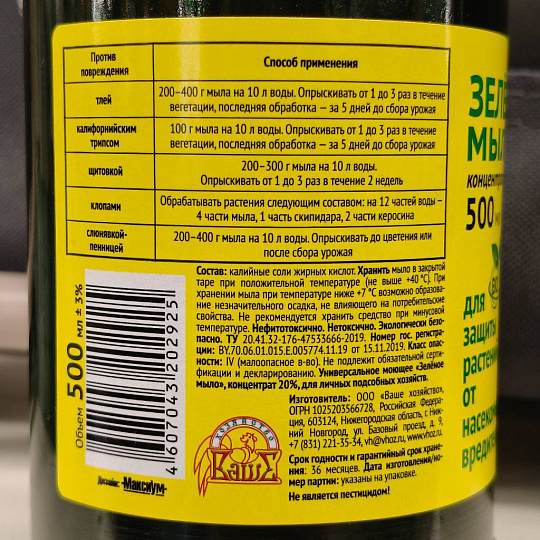 Против повреждения
Способ применения
тлей
200–400 г мыла на 10 л воды. Опрыскивать от 1 до 3 раз в течение
вегетации, последняя обработка — за 5 дней до сбора урожая
калифорнийским трипсом
100 г мыла на 10 л воды. Опрыскивать от 1 до 3 раз в течение
вегетации, последняя обработка — за 5 дней до сбора урожая
щитовкой
200–300 г мыла на 10 л воды.
Опрыскивать от 1 до 3 раз в течение 2 недель
клопами
Обрабатывать растения следующим составом: на 12 частей воды –
4 части мыла, 1 часть скипидара, 2 части керосина
слюнявкой-пенницей
200–400 г мыла на 10 л воды. Опрыскивать до цветения или
после сбора урожая
Состав: калийные соли жирных кислот. Хранить мыло в закрытой
таре при положительной температуре (не выше +40 °С). При
хранении мыла при температуре ниже +7 °С возможно образова-
ние незначительного осадка, не влияющего на потребительские
свойства. Не рекомендуется хранить средство при минусовой
температуре. Нефитотоксично. Нетоксично. Экологически безо-
пасно. ТУ 20.41.32-176-47533666-2019. Номер гос. регистра-
ции: BY.70.06.01.015.E.005774.11.19 от 15.11.2019. Класс опас-
ности: IV (малоопасное в-во). Не подлежит обязательной серти-
фикации и декларированию. Универсальное моющее «Зелёное
мыло», концентрат 20%, для личных подсобных хозяйств.
Изготовитель: ООО «Ваше хозяйство»,
ОГРН 1025203566728, Российская Федера-
ция, 603124, Нижегородская область, г. Ниж-
ний Новгород, ул. Базовый проезд, д. 9,
+7 (831) 221-35-34, vh@vhoz.ru, www.vhoz.ru
Срок годности и гарантийный срок хране-
ния: 36 месяцев. Дата изготовления/но-
мер партии: указаны на упаковке.
Не является пестицидом!
Объем 500 мл ± 3%
4607043202925
Дизайн: -Максиум-
ХОЗЯЙСТВО
ВАШЕ
ЗЕЛЕ
МЫ
концентр
500
для
защиты
растени
от
насеком
вредите